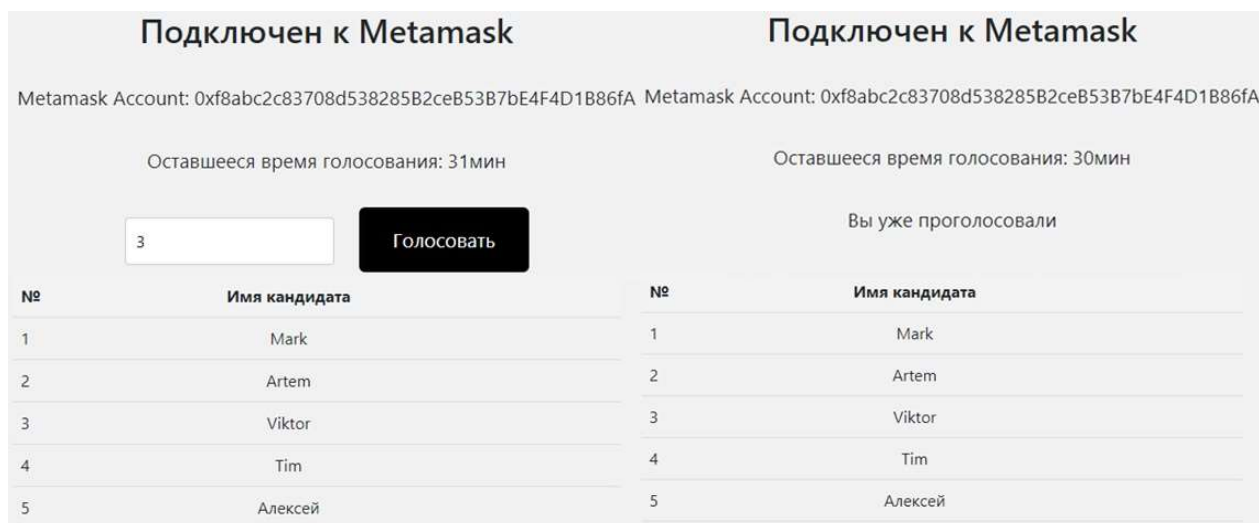 Подключен к Metamask
Metamask Account: 0xf8abc2c83708d538285B2ceB53B7bE4F4D1B86fA
Оставшееся время голосования: 31мин
3
Голосовать
№ Имя кандидата
1 Mark
2 Artem
3 Viktor
4 Tim
5 Алексей
Подключен к Metamask
Metamask Account: 0xf8abc2c83708d538285B2ceB53B7bE4F4D1B86fA
Оставшееся время голосования: 30мин
Вы уже проголосовали
№ Имя кандидата
1 Mark
2 Artem
3 Viktor
4 Tim
5 Алексей